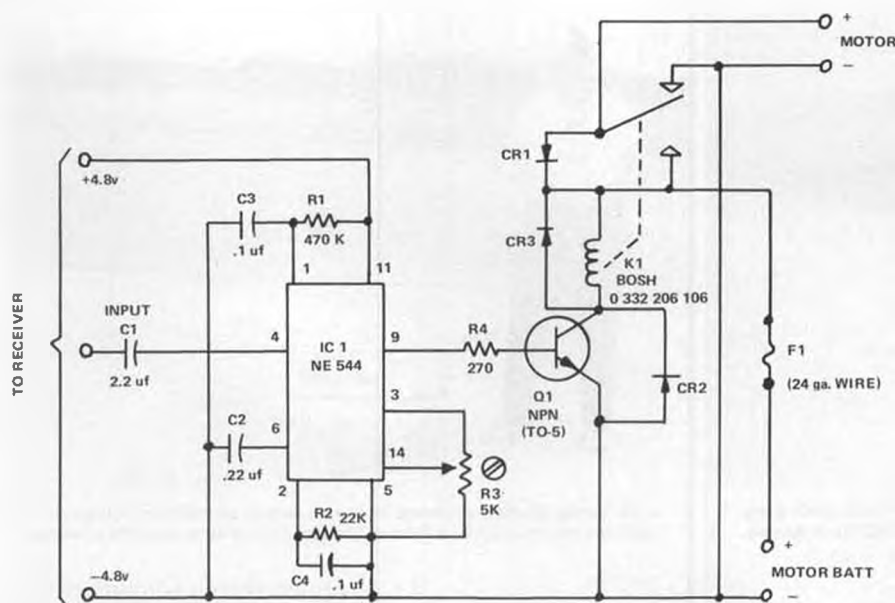 +
MOTOR
−
+4.8v
CR1
C3
R1
.1 uf
470 K
CR3
1
11
K1
BOSH
0 332 206 106
INPUT
C1
4
IC 1
NE 544
9
R4
270
2.2 uf
TO RECEIVER
F1
(24 ga. WIRE)
CR2
Q1
NPN
(TO-5)
C2
6
3
.22 uf
14
R3
5K
2
5
R2
22K
C4
.1 uf
+
MOTOR BATT
−
−4.8v